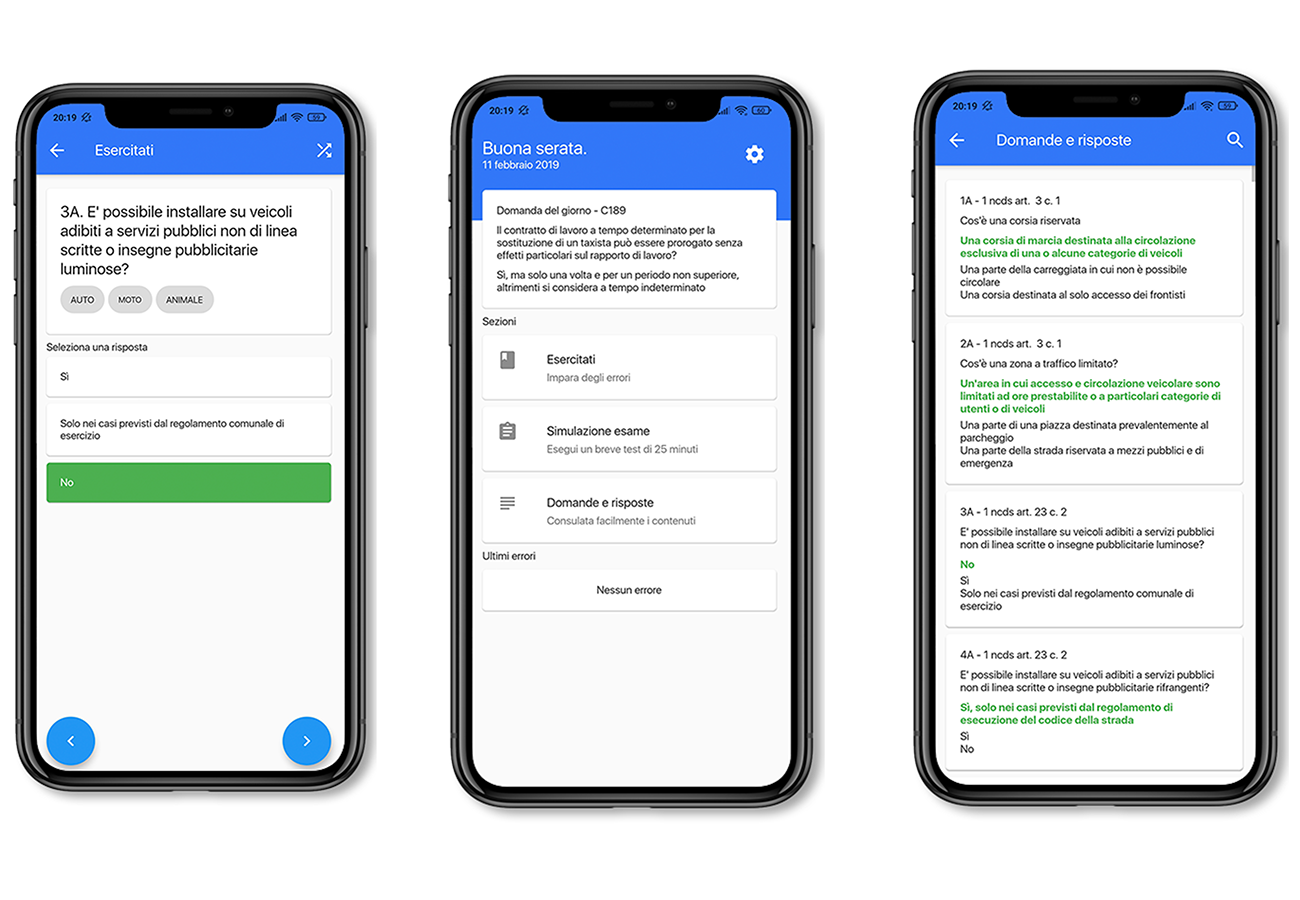 20:19
59
Esercitati
3A. E' possibile installare su veicoli
adibiti a servizi pubblici non di linea
scritte o insegne pubblicitarie
luminose?
AUTO
MOTO
ANIMALE
Seleziona una risposta
Sì
Solo nei casi previsti dal regolamento comunale di
esercizio
No
20:19
60
Buona serata.
11 febbraio 2019
Domanda del giorno - C189
Il contratto di lavoro a tempo determinato per la
sostituzione di un taxista può essere prorogato senza
effetti particolari sul rapporto di lavoro?
Sì, ma solo una volta e per un periodo non superiore,
altrimenti si considera a tempo indeterminato
Sezioni
Esercitati
Impara degli errori
Simulazione esame
Esegui un breve test di 25 minuti
Domande e risposte
Consulata facilmente i contenuti
Ultimi errori
Nessun errore
20:19
59
Domande e risposte
1A - 1 ncds art. 3 c. 1
Cos'è una corsia riservata
Una corsia di marcia destinata alla circolazione
esclusiva di una o alcune categorie di veicoli
Una parte della carreggiata in cui non è possibile
circolare
Una corsia destinata al solo accesso dei frontisti
2A - 1 ncds art. 3 c. 1
Cos'è una zona a traffico limitato?
Un'area in cui accesso e circolazione veicolare sono
limitati ad ore prestabilite o a particolari categorie di
utenti o di veicoli
Una parte di una piazza destinata prevalentemente al
parcheggio
Una parte della strada riservata a mezzi pubblici e di
emergenza
3A - 1 ncds art. 23 c. 2
E' possibile installare su veicoli adibiti a servizi pubblici
non di linea scritte o insegne pubblicitarie luminose?
No
Sì
Solo nei casi previsti dal regolamento comunale di
esercizio
4A - 1 ncds art. 23 c. 2
E' possibile installare su veicoli adibiti a servizi pubblici
non di linea scritte o insegne pubblicitarie rifrangenti?
Sì, solo nei casi previsti dal regolamento di
esecuzione del codice della strada
Sì
No